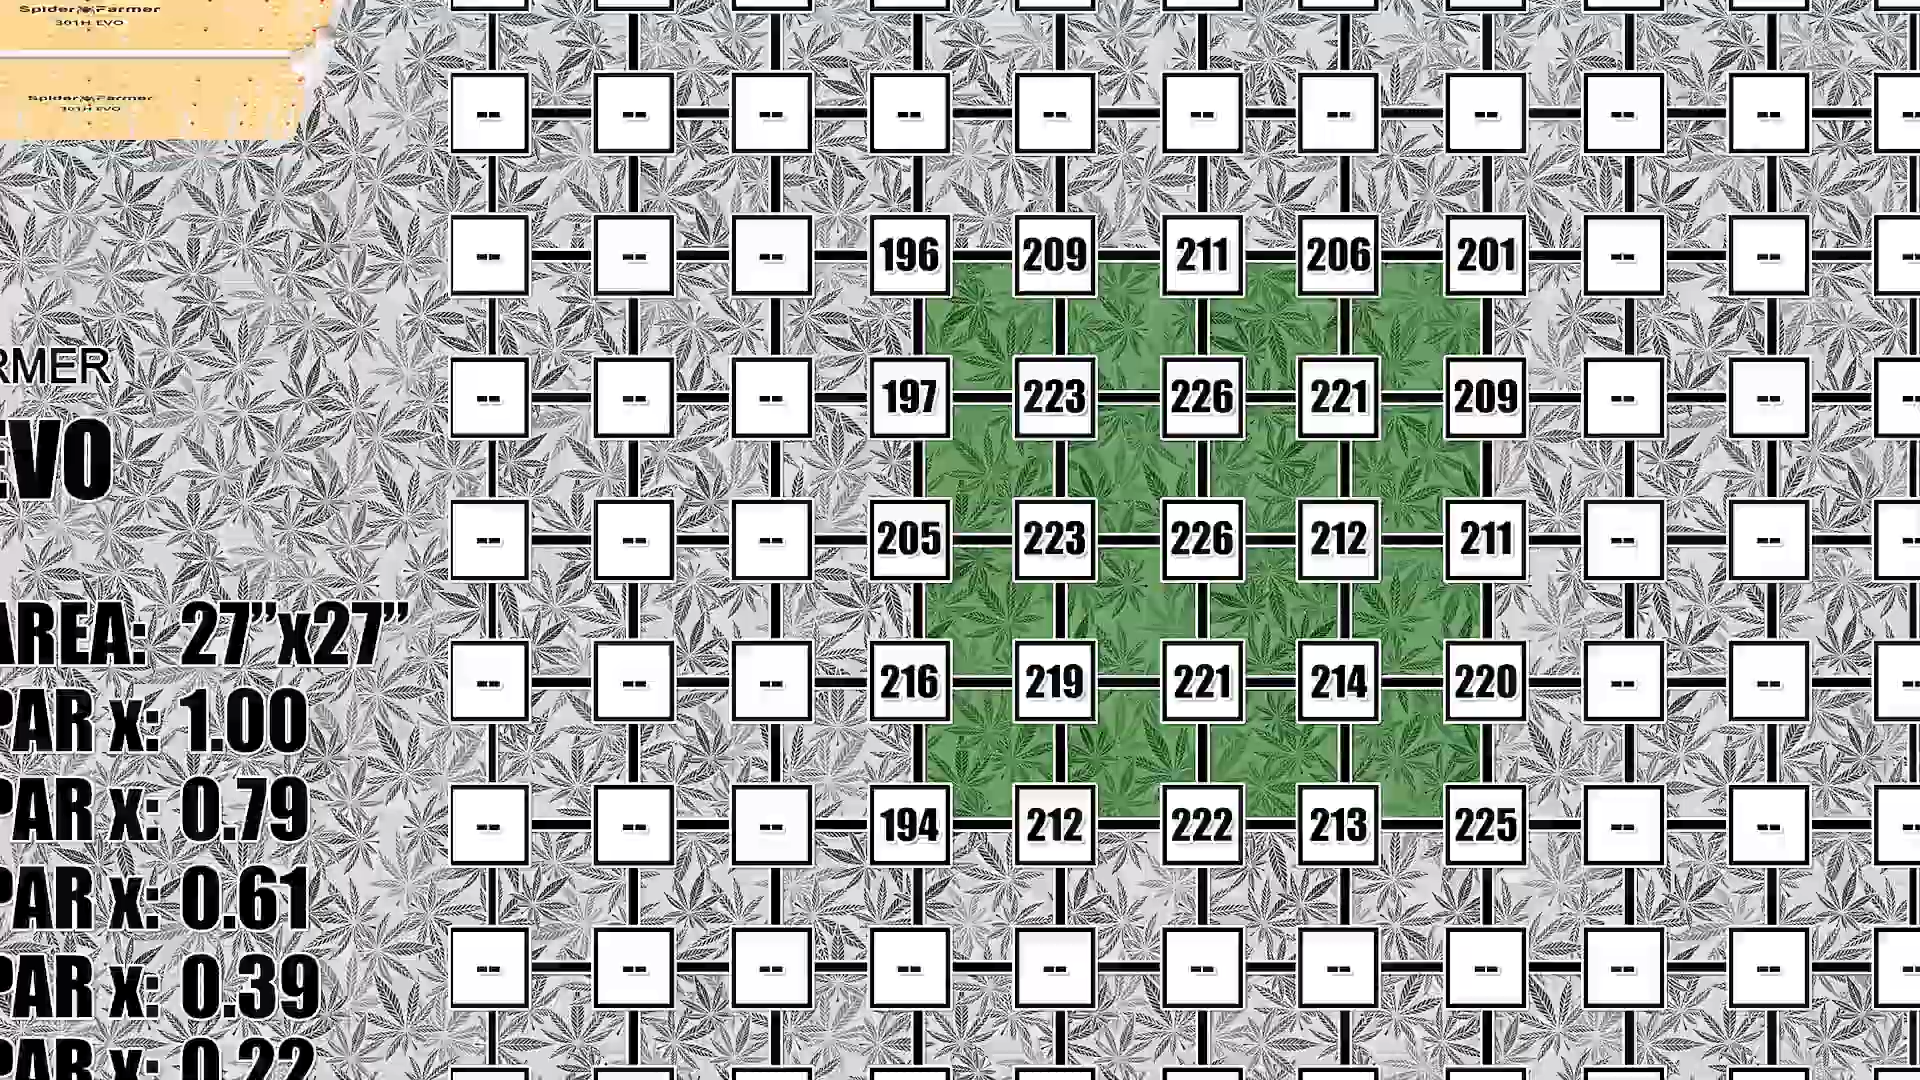 Spider Farmer
301H EVO
Spider Farmer
301H EVO
RMER
EVO
AREA: 27”x27”
PAR x: 1.00
PAR x: 0.79
PAR x: 0.61
PAR x: 0.39
PAR x: 0.22
-- -- -- -- -- -- -- -- -- -- --
-- -- -- 196 209 211 206 201 -- -- --
-- -- -- 197 223 226 221 209 -- -- --
-- -- -- 205 223 226 212 211 -- -- --
-- -- -- 216 219 221 214 220 -- -- --
-- -- -- 194 212 222 213 225 -- -- --
-- -- -- -- -- -- -- -- -- -- --